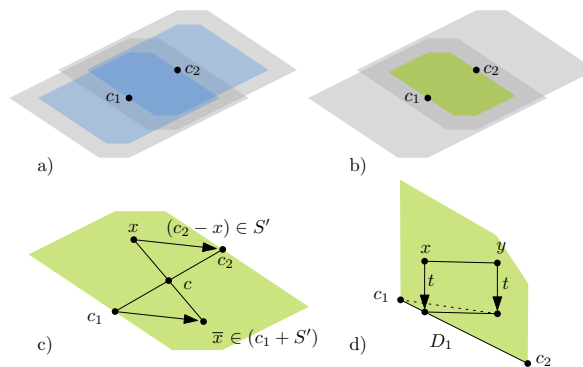 c₂
c₁
a)
c₂
c₁
b)
x
(c₂ − x) ∈ S′
c₂
c
c₁
x̅ ∈ (c₁ + S′)
c)
x
y
t
t
c₁
D₁
c₂
d)